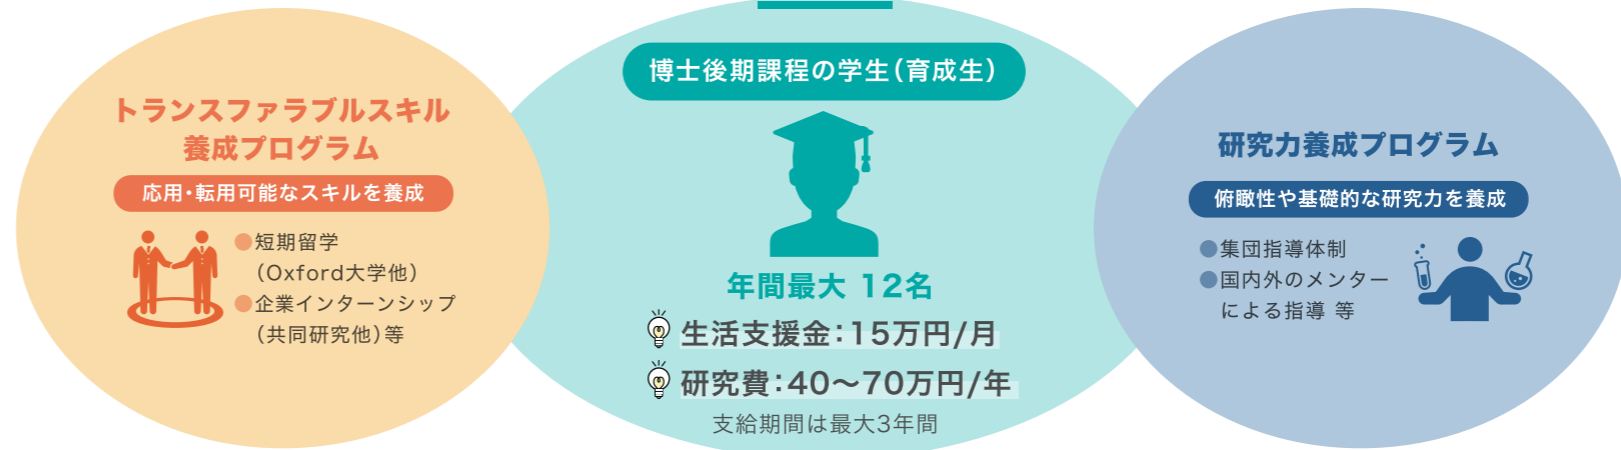 トランスファラブルスキル
養成プログラム
応用・転用可能なスキルを養成
●短期留学
（Oxford大学他）
●企業インターンシップ
（共同研究他）等
博士後期課程の学生（育成生）
年間最大 12名
生活支援金：15万円/月
研究費：40～70万円/年
支給期間は最大3年間
研究力養成プログラム
俯瞰性や基礎的な研究力を養成
●集団指導体制
●国内外のメンター
による指導 等